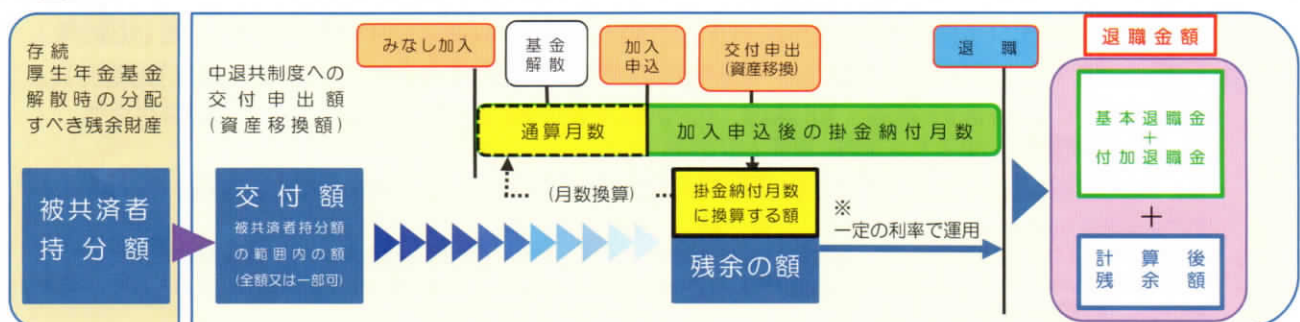 存続
厚生年金基金
解散時の分配
すべき残余財産
被共済者
持分額
中退共制度への
交付申出額
(資産移換額)
交付額
被共済者持分額
の範囲内の額
(全額又は一部可)
みなし加入
基金
解散
加入
申込
交付申出
(資産移換)
退職
通算月数
加入申込後の掛金納付月数
(月数換算)
掛金納付月数
に換算する額
残余の額
※
一定の利率で運用
退職金額
基本退職金
+
付加退職金
+
計算後
残余額